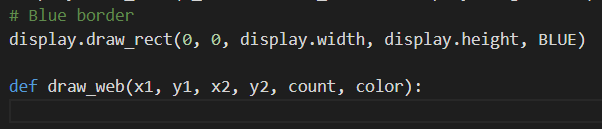 # Blue border
display.draw_rect(0, 0, display.width, display.height, BLUE)
def draw_web(x1, y1, x2, y2, count, color):